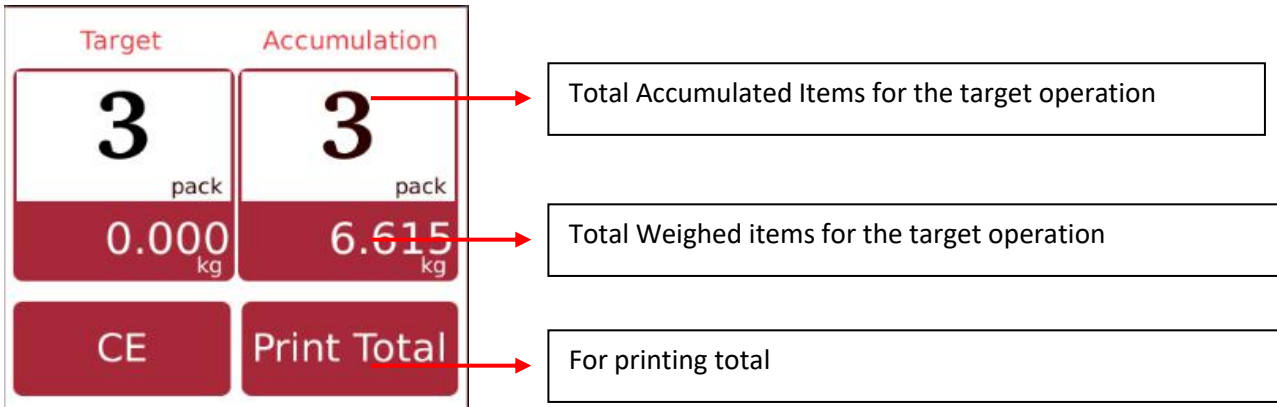 Target Accumulation
3 3
pack pack
0.000 6.615
kg kg
CE Print Total
Total Accumulated Items for the target operation
Total Weighed items for the target operation
For printing total